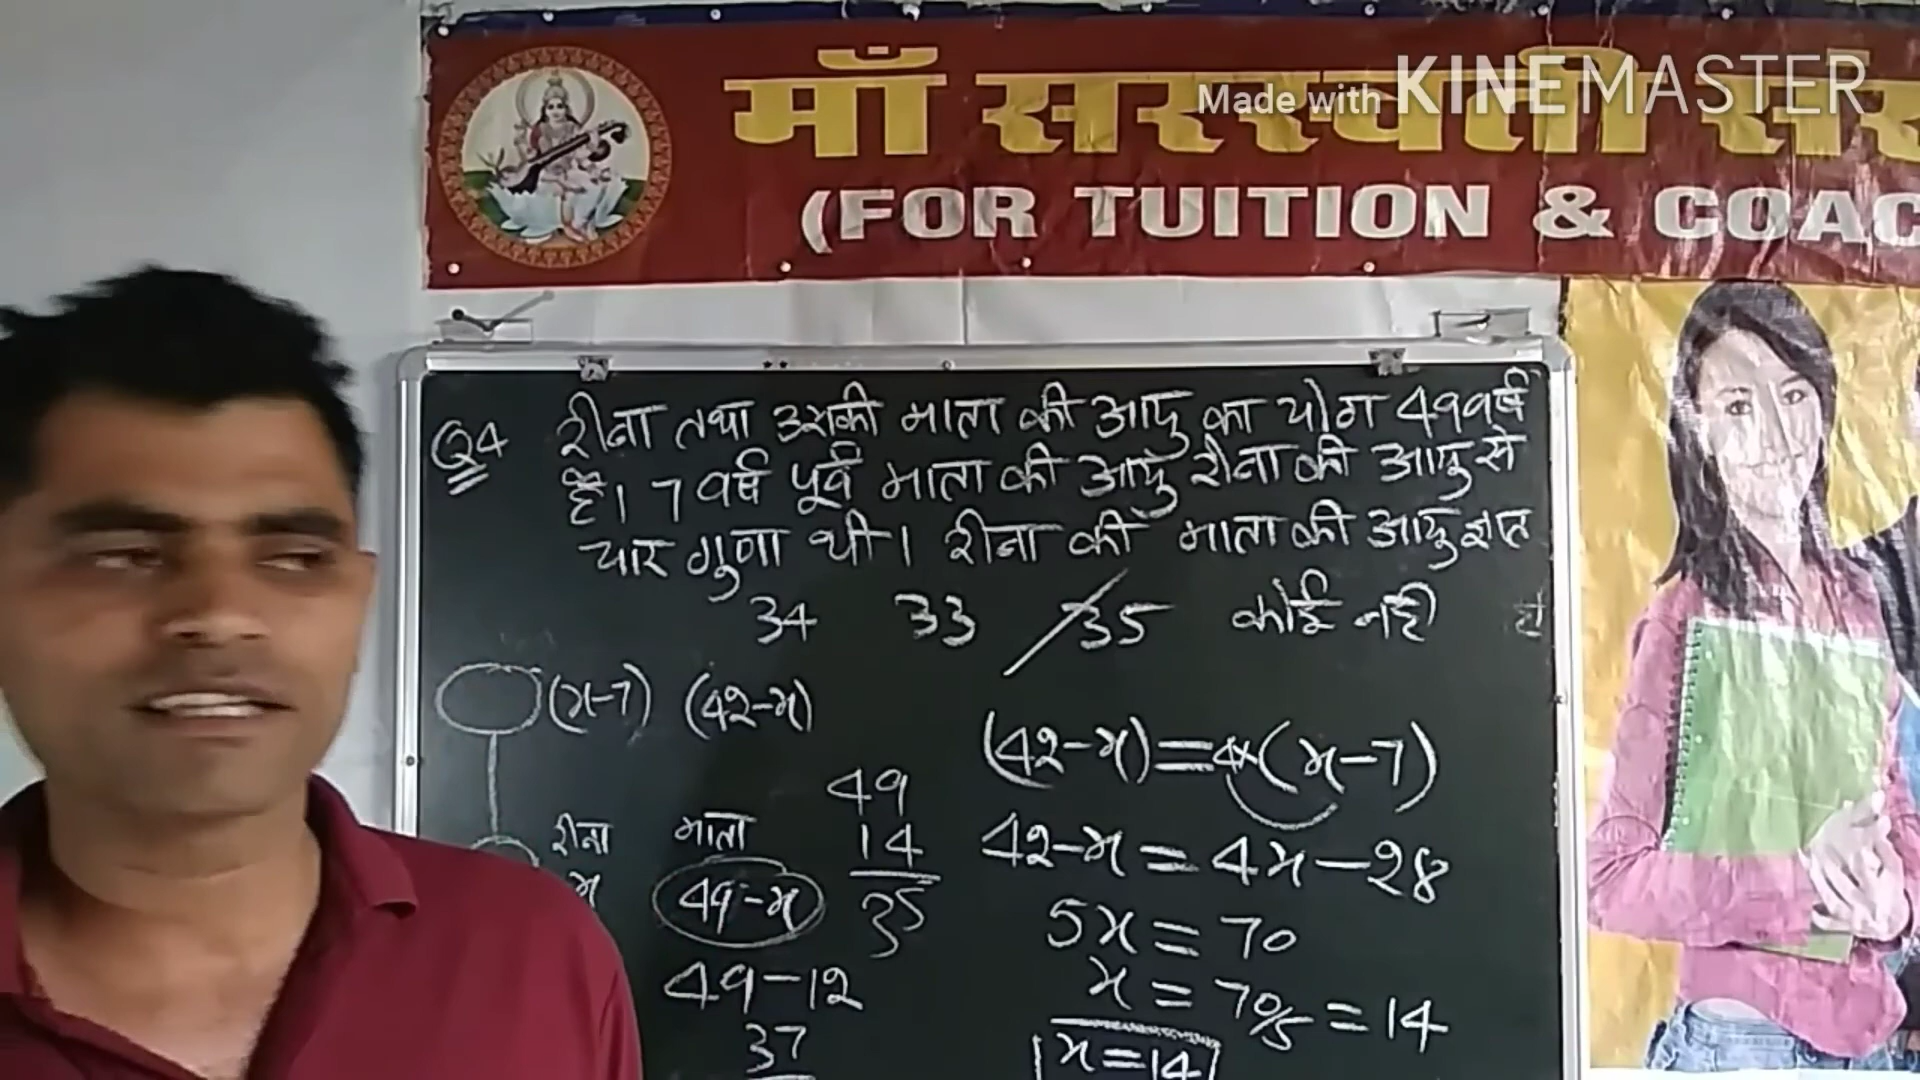 माँ सरस्वती सर
Made with KINEMASTER
(FOR TUITION & COAC
Q4 रीना तथा उसकी माता की आयु का योग 49 वर्ष
है। 7 वर्ष पूर्व माता की आयु रीना की आयु से
चार गुणा थी। रीना की माता की आयु ज्ञात
34 33 35 कोई नही
(x-7) (42-x)
(42-x)=4x(x-7)
49
रीना माता 14 42-x=4x-28
x 49-x 35
5x=70
49-12 x=70/5=14
37 x=14